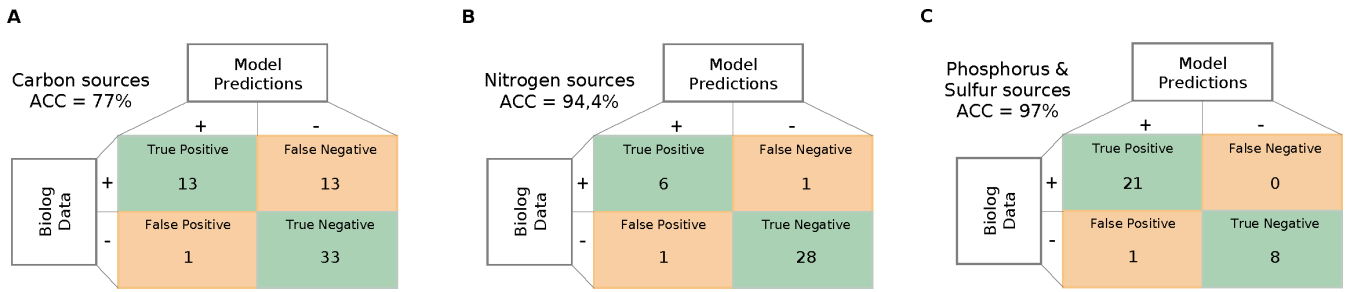 A
Carbon sources
ACC = 77%
Model
Predictions
+ -
Biolog
Data
+
True Positive False Negative
13 13
-
False Positive True Negative
1 33
B
Nitrogen sources
ACC = 94,4%
Model
Predictions
+ -
Biolog
Data
+
True Positive False Negative
6 1
-
False Positive True Negative
1 28
C
Phosphorus &
Sulfur sources
ACC = 97%
Model
Predictions
+ -
Biolog
Data
+
True Positive False Negative
21 0
-
False Positive True Negative
1 8